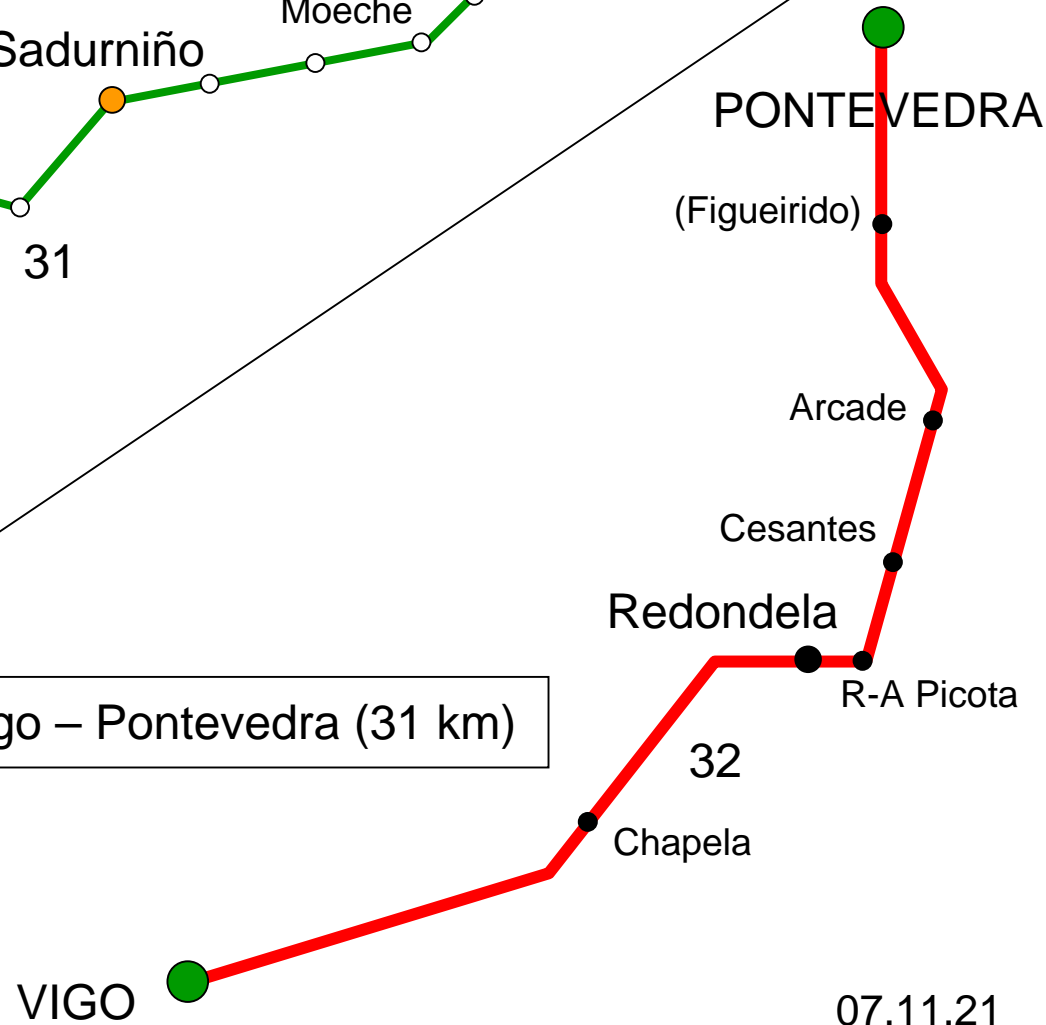 Moeche
Sadurniño
PONTEVEDRA
(Figueirido)
31
Arcade
Cesantes
Redondela
R-A Picota
go – Pontevedra (31 km)
32
Chapela
VIGO
07.11.21